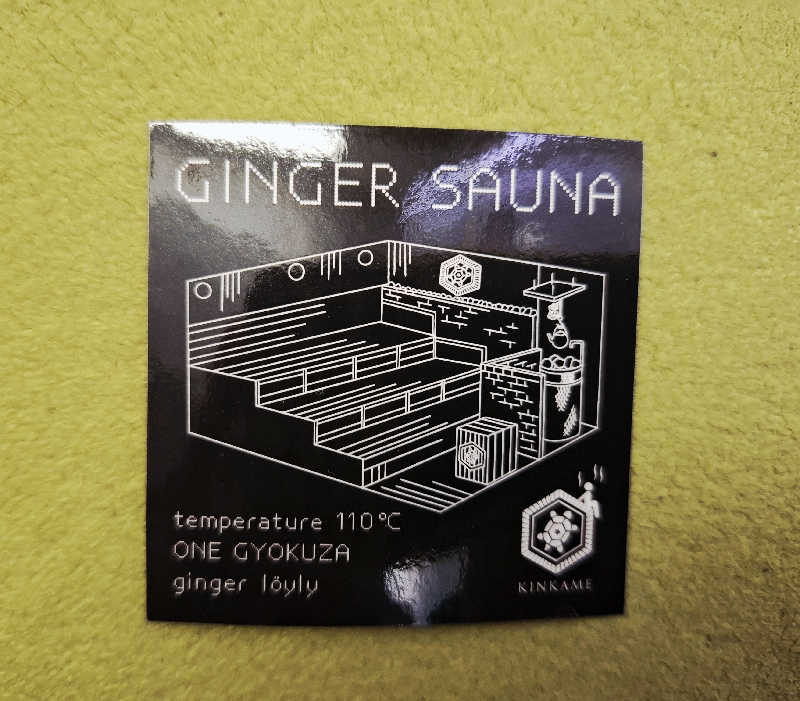 GINGER SAUNA
temperature 110℃
ONE GYOKUZA
ginger löyly
KINKAME